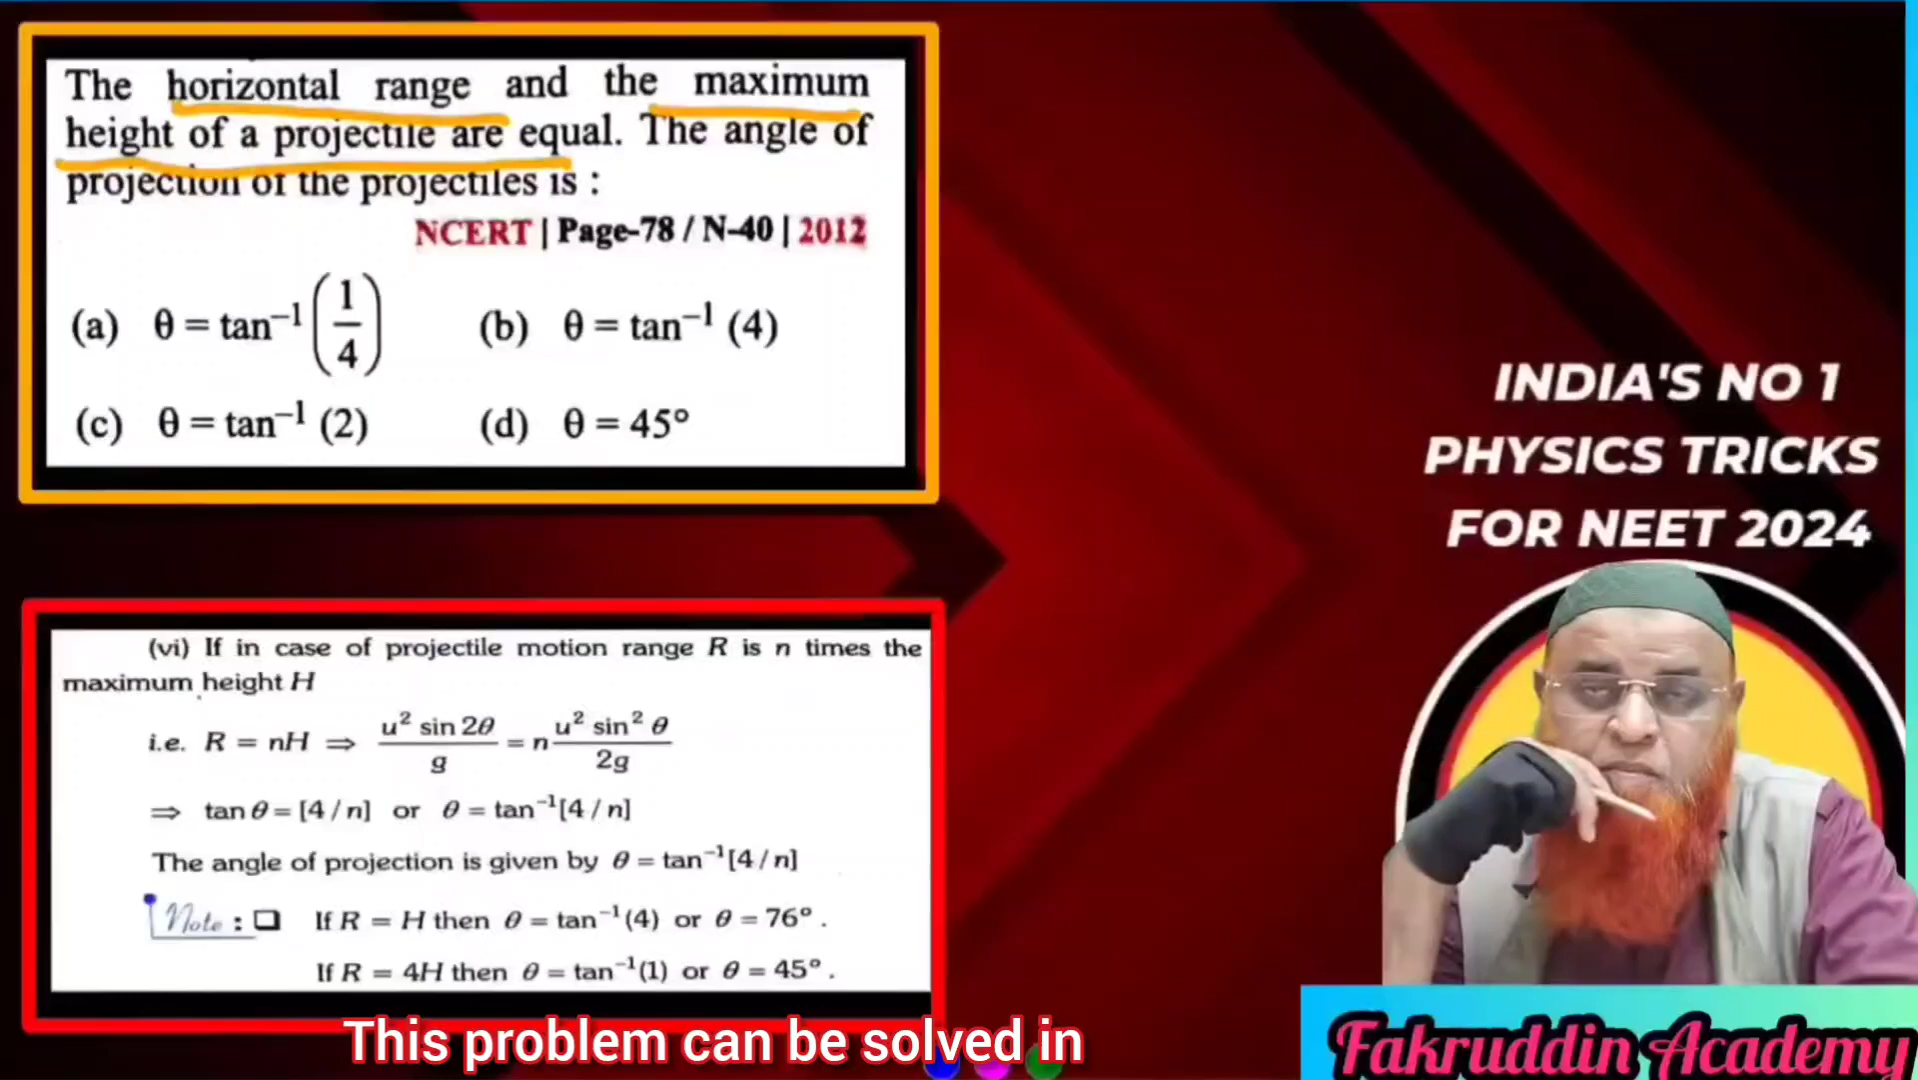 The horizontal range and the maximum
height of a projectile are equal. The angle of
projection of the projectiles is :
NCERT | Page-78 / N-40 | 2012
(a) θ = tan⁻¹ (1/4) (b) θ = tan⁻¹ (4)
(c) θ = tan⁻¹ (2) (d) θ = 45°
INDIA'S NO 1
PHYSICS TRICKS
FOR NEET 2024
(vi) If in case of projectile motion range R is n times the
maximum height H
i.e. R = nH ⇒ u² sin 2θ / g = n u² sin² θ / 2g
⇒ tan θ = [4 / n] or θ = tan⁻¹[4 / n]
The angle of projection is given by θ = tan⁻¹[4 / n]
Note : ❑ If R = H then θ = tan⁻¹(4) or θ = 76° .
If R = 4H then θ = tan⁻¹(1) or θ = 45° .
This problem can be solved in
Fakruddin Academy